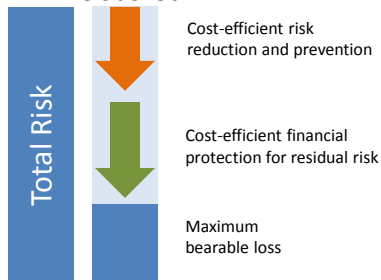 Cost-efficient risk
reduction and prevention
Total Risk
Cost-efficient financial
protection for residual risk
Maximum
bearable loss